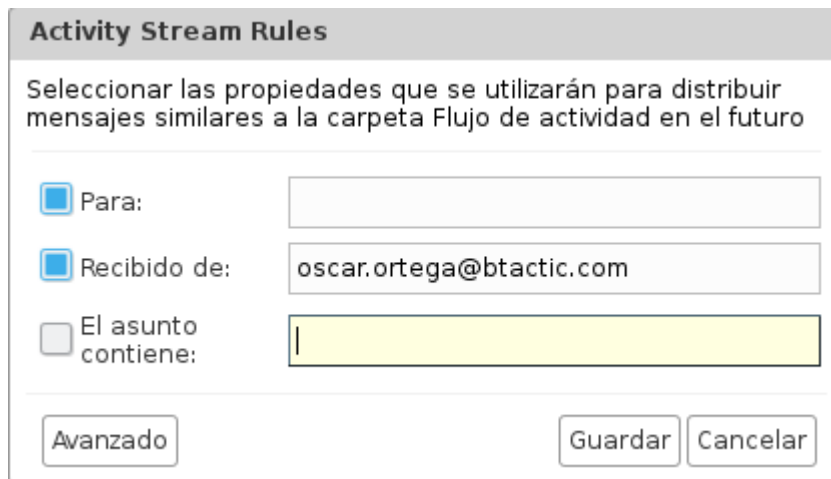 Activity Stream Rules
Seleccionar las propiedades que se utilizarán para distribuir
mensajes similares a la carpeta Flujo de actividad en el futuro
Para:
Recibido de: oscar.ortega@btactic.com
El asunto
contiene:
Avanzado Guardar Cancelar